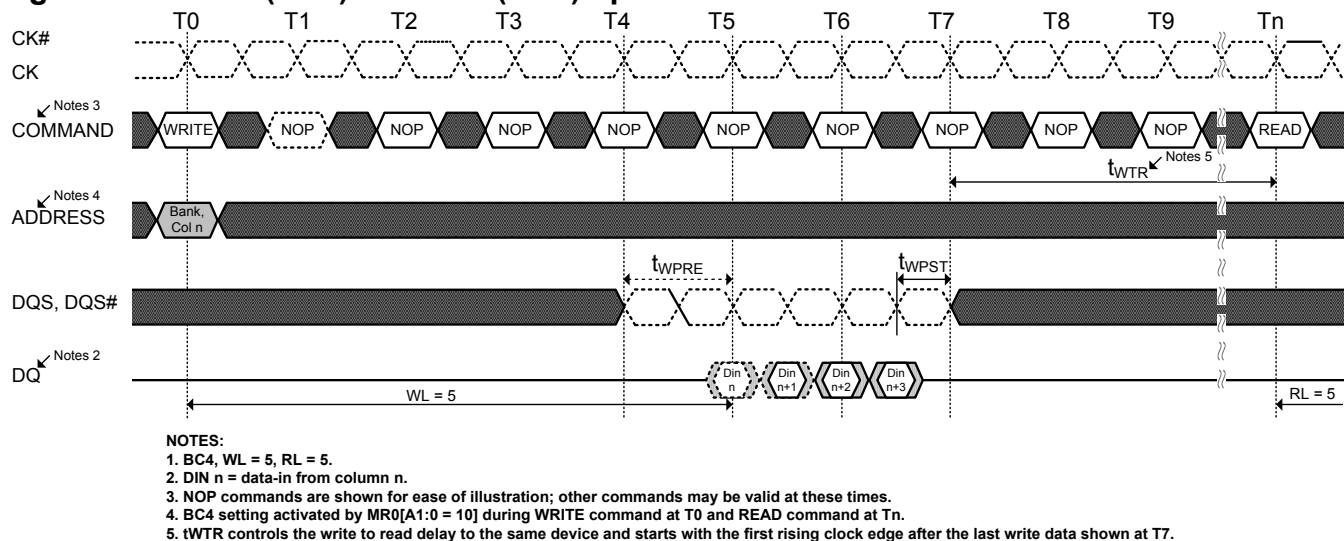 T0 T1 T2 T3 T4 T5 T6 T7 T8 T9 Tn
CK#
CK
Notes 3
COMMAND WRITE NOP NOP NOP NOP NOP NOP NOP NOP NOP READ
tWTR Notes 5
Notes 4
ADDRESS
Bank,
Col n
tWPRE tWPST
DQS, DQS#
Notes 2
DQ
Din n Din n+1 Din n+2 Din n+3
WL = 5 RL = 5
NOTES:
1. BC4, WL = 5, RL = 5.
2. DIN n = data-in from column n.
3. NOP commands are shown for ease of illustration; other commands may be valid at these times.
4. BC4 setting activated by MR0[A1:0 = 10] during WRITE command at T0 and READ command at Tn.
5. tWTR controls the write to read delay to the same device and starts with the first rising clock edge after the last write data shown at T7.